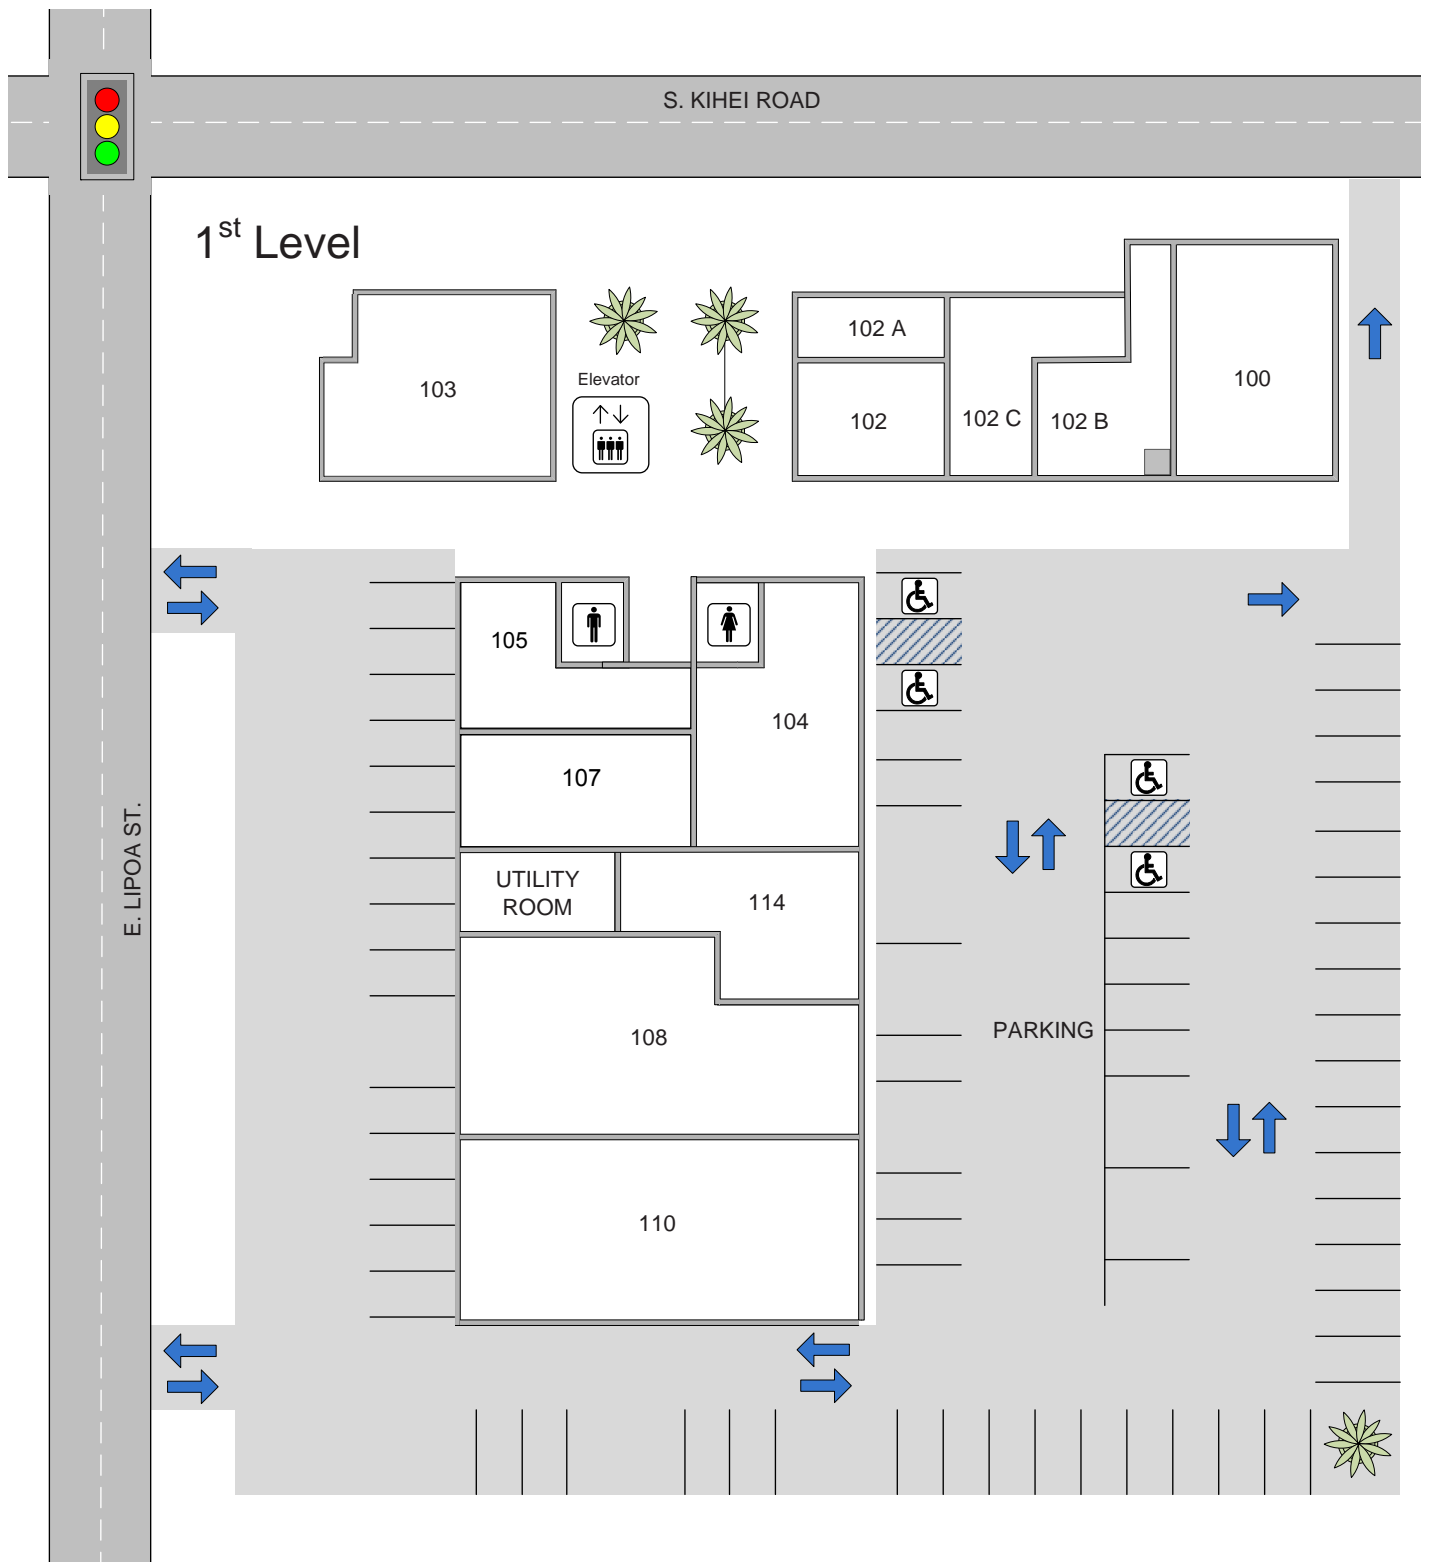 S. KIHEI ROAD
1st Level
102 A
Elevator
103
100
102
102 C
102 B
105
104
107
E. LIPOA ST.
UTILITY
ROOM
114
PARKING
108
110